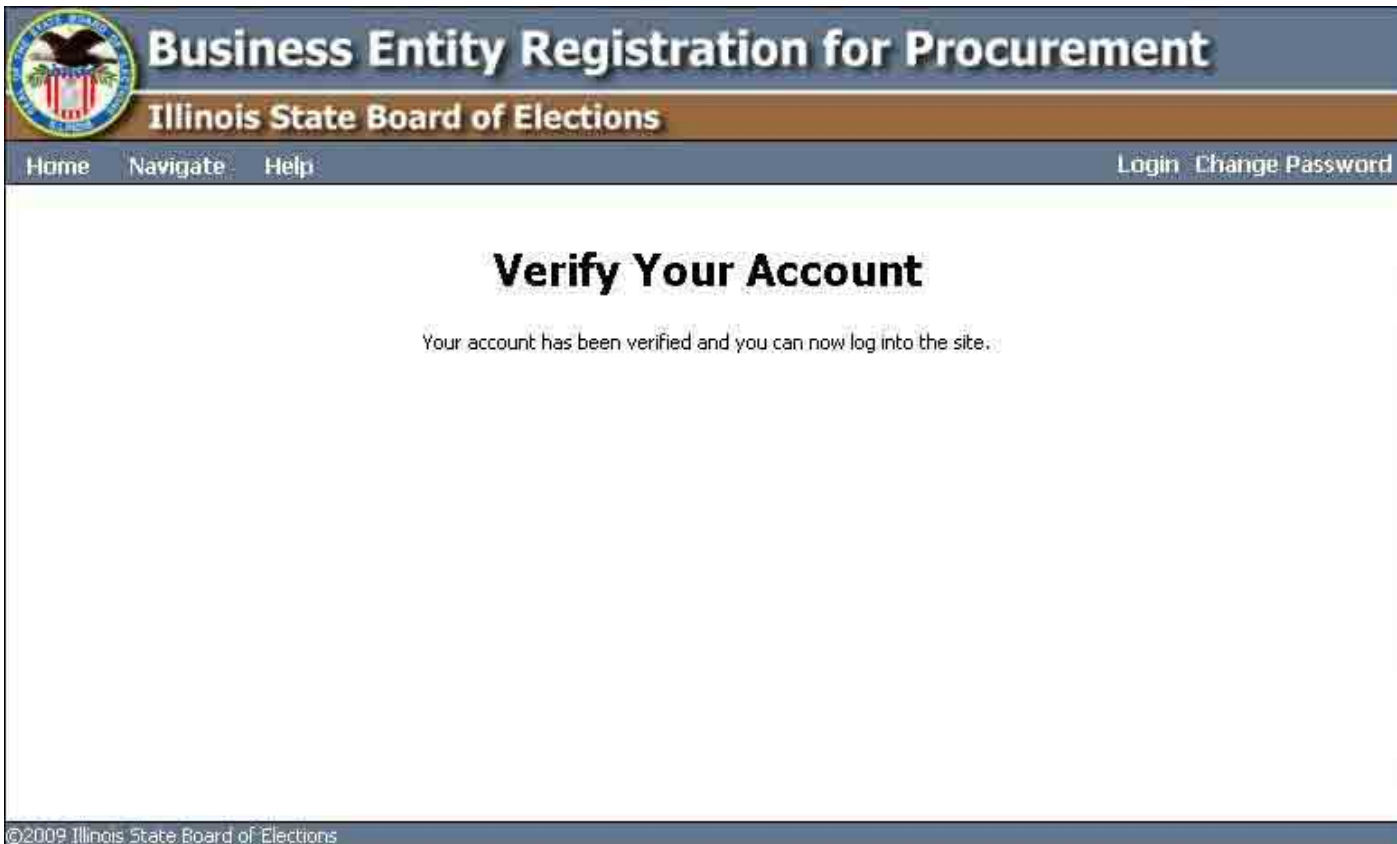 Business Entity Registration for Procurement
Illinois State Board of Elections
Home Navigate Help Login Change Password
Verify Your Account
Your account has been verified and you can now log into the site.
©2009 Illinois State Board of Elections